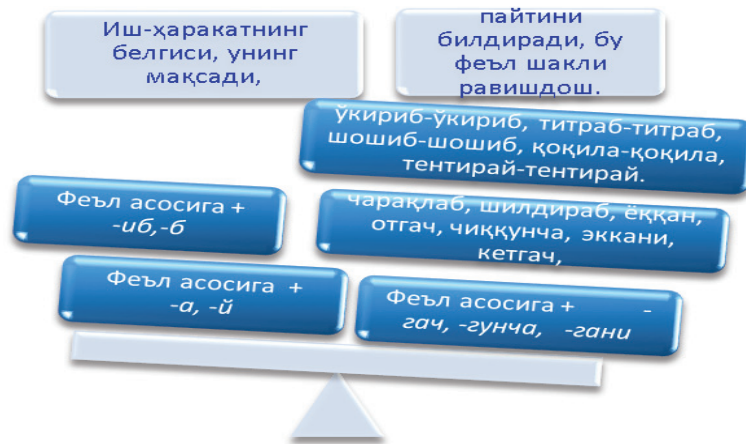 Иш-ҳаракатнинг
белгиси, унинг
мақсади,
пайтини
билдиради, бу
феъл шакли
равишдош.
ўкириб-ўкириб, титраб-титраб,
шошиб-шошиб, қоқила-қоқила,
тентирай-тентирай.
Феъл асосига +
-иб,-б
чарақлаб, шилдираб, ёққан,
отгач, чиққунча, эккани,
кетгач,
Феъл асосига +
-а, -й
Феъл асосига + -
гач, -гунча, -гани